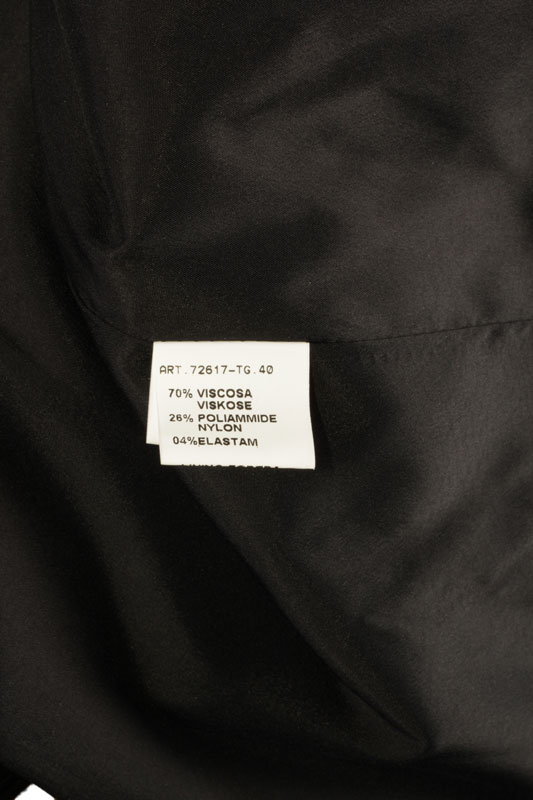 ART.72617-TG.40
70% VISCOSA
VISKOSE
26% POLIAMMIDE
NYLON
04%ELASTAM